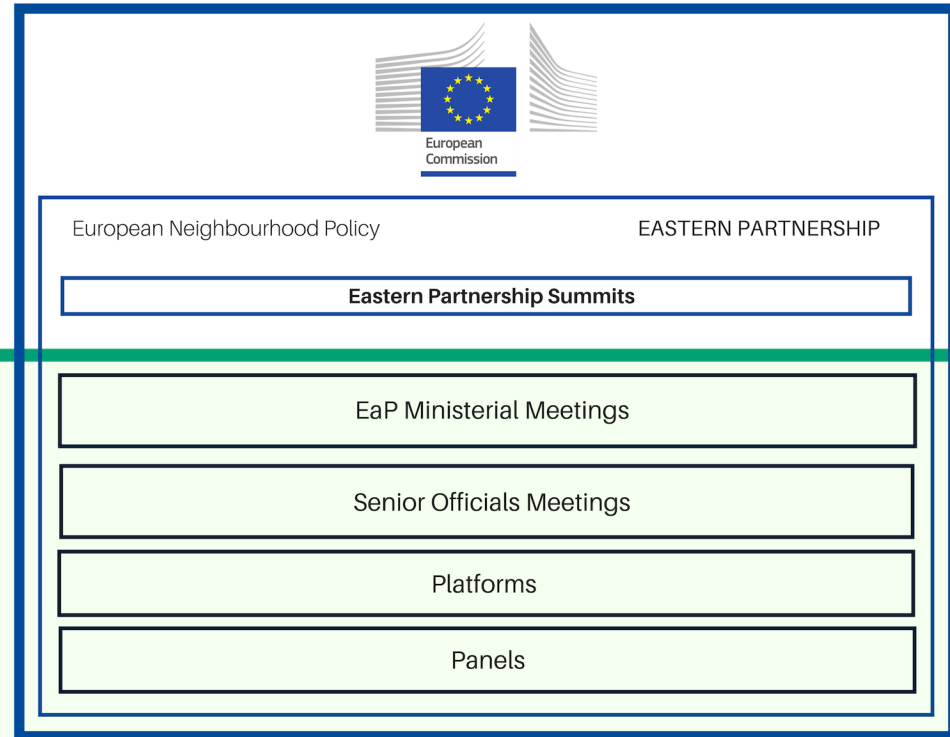 European
Commission
European Neighbourhood Policy
EASTERN PARTNERSHIP
Eastern Partnership Summits
EaP Ministerial Meetings
Senior Officials Meetings
Platforms
Panels